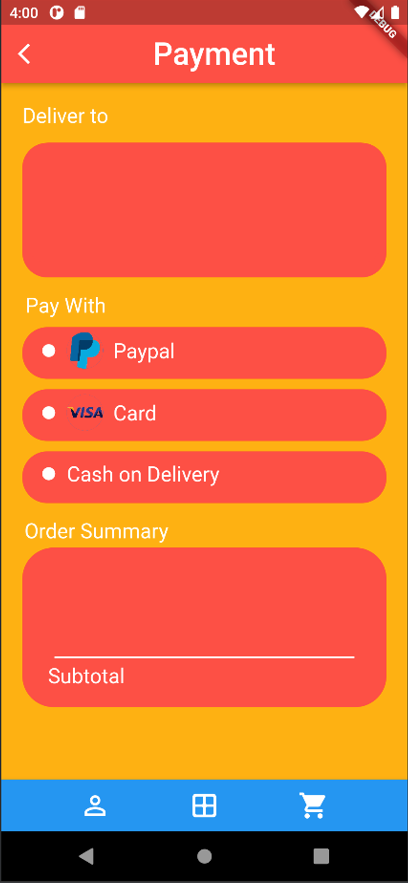 4:00
DEBUG
Payment
Deliver to
Pay With
Paypal
VISA Card
Cash on Delivery
Order Summary
Subtotal